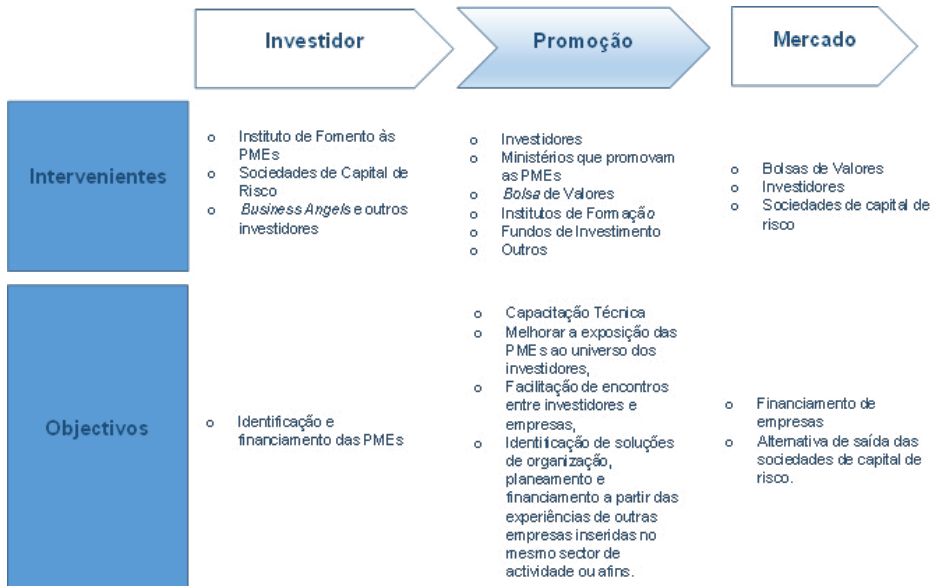 Investidor
Promoção
Mercado
Intervenientes
o Instituto de Fomento às
PMEs
o Sociedades de Capital de
Risco
o Business Angels e outros
investidores
o Investidores
o Ministérios que promovam
as PMEs
o Bolsa de Valores
o Institutos de Formação
o Fundos de Investimento
o Outros
o Bolsas de Valores
o Investidores
o Sociedades de capital de
risco
Objectivos
o Identificação e
financiamento das PMEs
o Capacitação Técnica
o Melhorar a exposição das
PMEs ao universo dos
investidores,
o Facilitação de encontros
entre investidores e
empresas,
o Identificação de soluções
de organização,
planeamento e
financiamento a partir das
experiências de outras
empresas inseridas no
mesmo sector de
actividade ou afins.
o Financiamento de
empresas
o Alternativa de saída das
sociedades de capital de
risco.